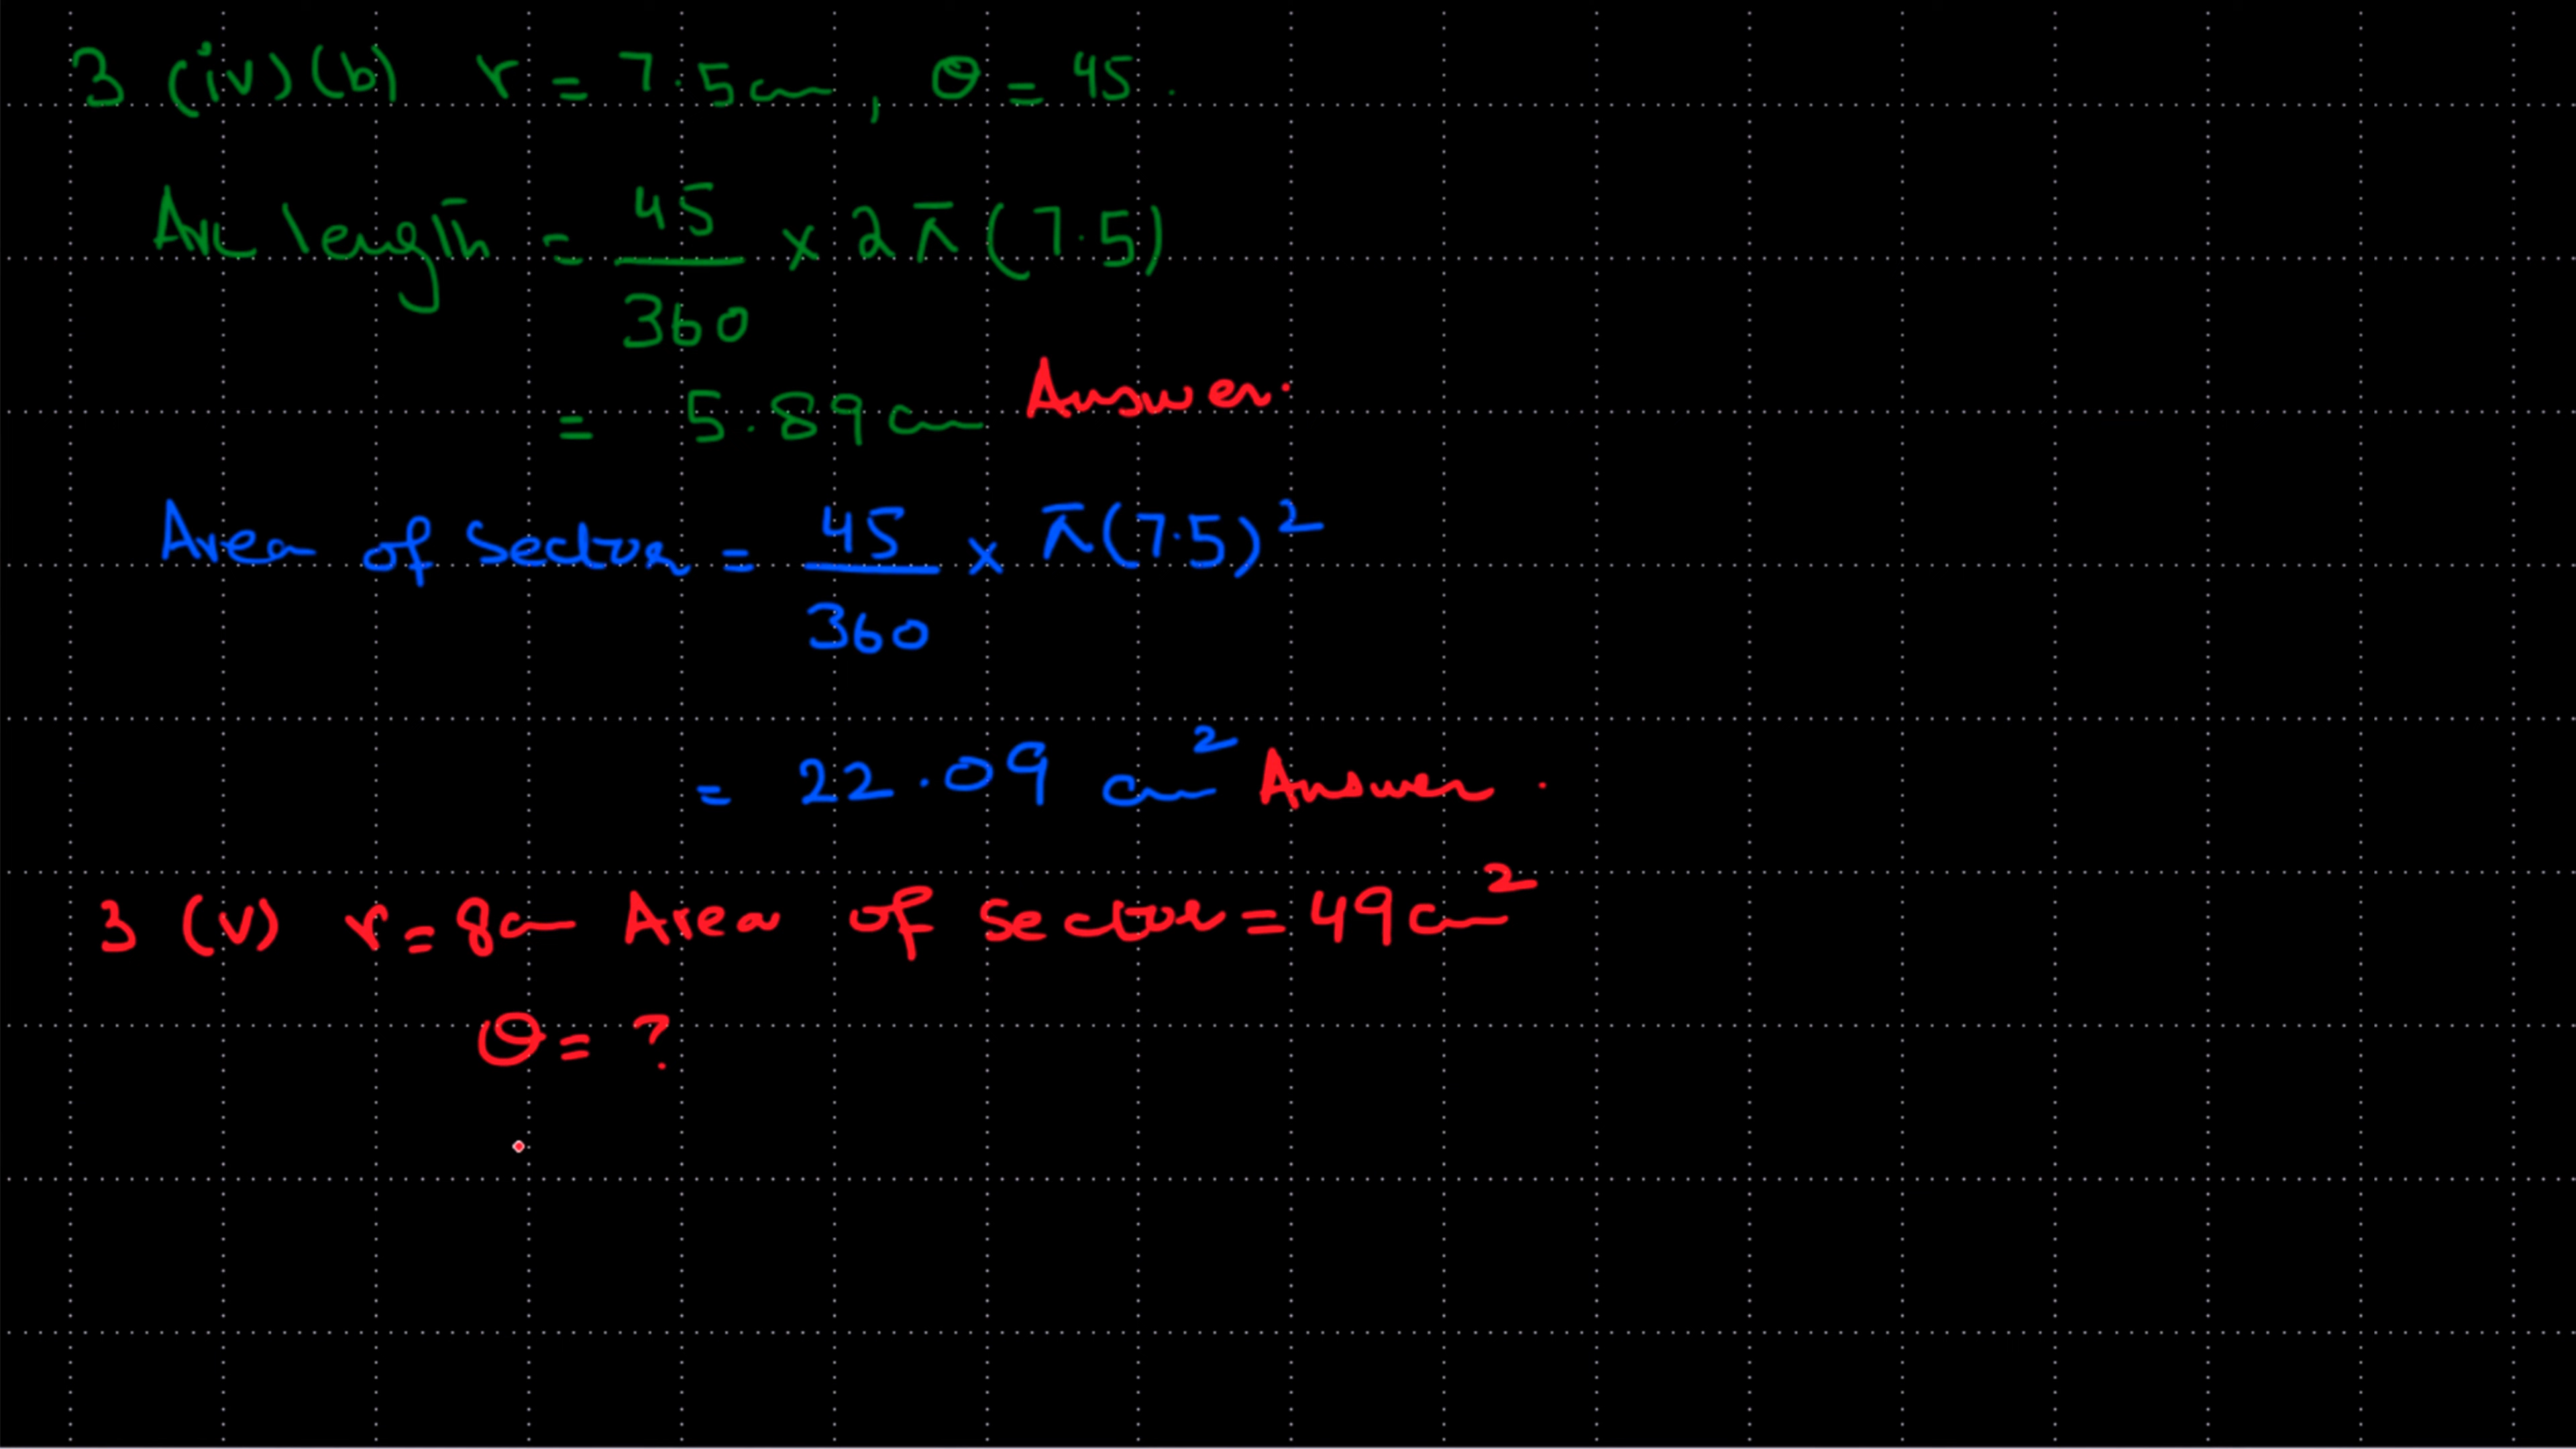 3 (iv)(b) r = 7.5cm, θ = 45.
Arc length = 45/360 × 2π(7.5)
= 5.89cm Answer.
Area of Sector = 45/360 × π(7.5)²
= 22.09 cm² Answer.
3 (v) r=8cm Area of sector = 49cm²
θ = ?